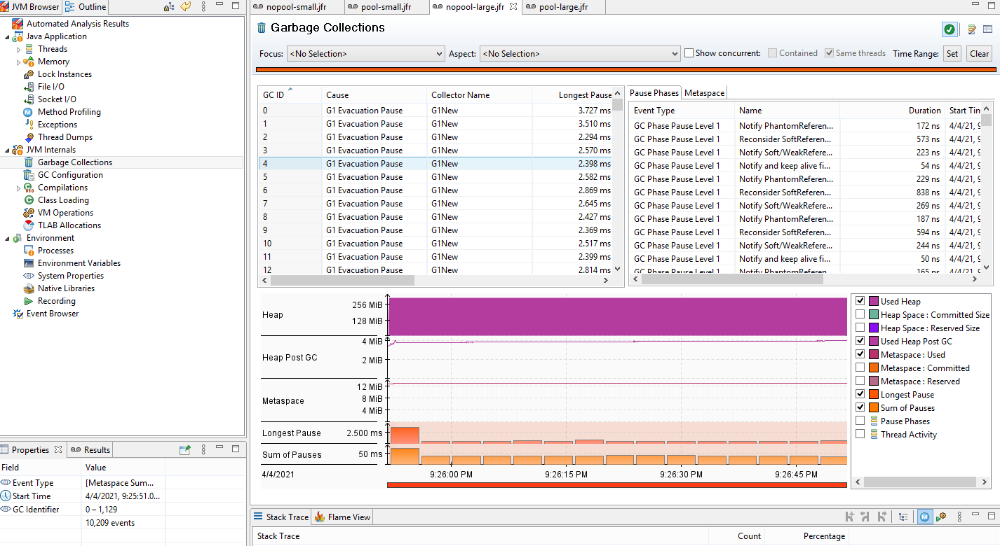 JVM Browser
Outline
Automated Analysis Results
Java Application
Threads
Memory
Lock Instances
File I/O
Socket I/O
Method Profiling
Exceptions
Thread Dumps
JVM Internals
Garbage Collections
GC Configuration
Compilations
Class Loading
VM Operations
TLAB Allocations
Environment
Processes
Environment Variables
System Properties
Native Libraries
Recording
Event Browser
Properties
Results
Field Value
Event Type [Metaspace Sum...
Start Time 4/4/2021, 9:25:51.0...
GC Identifier 0 – 1,129
10,209 events
nopool-small.jfr
pool-small.jfr
nopool-large.jfr
pool-large.jfr
Garbage Collections
Focus: <No Selection> Aspect: <No Selection> Show concurrent: Contained Same threads Time Range: Set Clear
GC ID Cause Collector Name Longest Pause
0 G1 Evacuation Pause G1New 3.727 ms
1 G1 Evacuation Pause G1New 3.510 ms
2 G1 Evacuation Pause G1New 2.294 ms
3 G1 Evacuation Pause G1New 2.570 ms
4 G1 Evacuation Pause G1New 2.398 ms
5 G1 Evacuation Pause G1New 2.582 ms
6 G1 Evacuation Pause G1New 2.869 ms
7 G1 Evacuation Pause G1New 2.645 ms
8 G1 Evacuation Pause G1New 2.427 ms
9 G1 Evacuation Pause G1New 2.369 ms
10 G1 Evacuation Pause G1New 2.517 ms
11 G1 Evacuation Pause G1New 2.399 ms
12 G1 Evacuation Pause G1New 2.814 ms
Pause Phases Metaspace
Event Type Name Duration Start Tim
GC Phase Pause Level 1 Notify PhantomReferen... 172 ns 4/4/21, 9
GC Phase Pause Level 1 Reconsider SoftReferen... 573 ns 4/4/21, 9
GC Phase Pause Level 1 Notify Soft/WeakRefere... 223 ns 4/4/21, 9
GC Phase Pause Level 1 Notify and keep alive fi... 54 ns 4/4/21, 9
GC Phase Pause Level 1 Notify PhantomReferen... 229 ns 4/4/21, 9
GC Phase Pause Level 1 Reconsider SoftReferen... 838 ns 4/4/21, 9
GC Phase Pause Level 1 Notify Soft/WeakRefere... 269 ns 4/4/21, 9
GC Phase Pause Level 1 Notify PhantomReferen... 187 ns 4/4/21, 9
GC Phase Pause Level 1 Reconsider SoftReferen... 594 ns 4/4/21, 9
GC Phase Pause Level 1 Notify Soft/WeakRefere... 244 ns 4/4/21, 9
GC Phase Pause Level 1 Notify and keep alive fi... 50 ns 4/4/21, 9
GC Phase Pause Level 1 Notify PhantomReferen... 165 ns 4/4/21, 9
Heap
256 MiB
128 MiB
Heap Post GC
4 MiB
2 MiB
Metaspace
12 MiB
8 MiB
4 MiB
Longest Pause 2.500 ms
Sum of Pauses 50 ms
4/4/2021 9:26:00 PM 9:26:15 PM 9:26:30 PM 9:26:45 PM
Used Heap
Heap Space : Committed Size
Heap Space : Reserved Size
Used Heap Post GC
Metaspace : Used
Metaspace : Committed
Metaspace : Reserved
Longest Pause
Sum of Pauses
Pause Phases
Thread Activity
Stack Trace
Flame View
Stack Trace Count Percentage